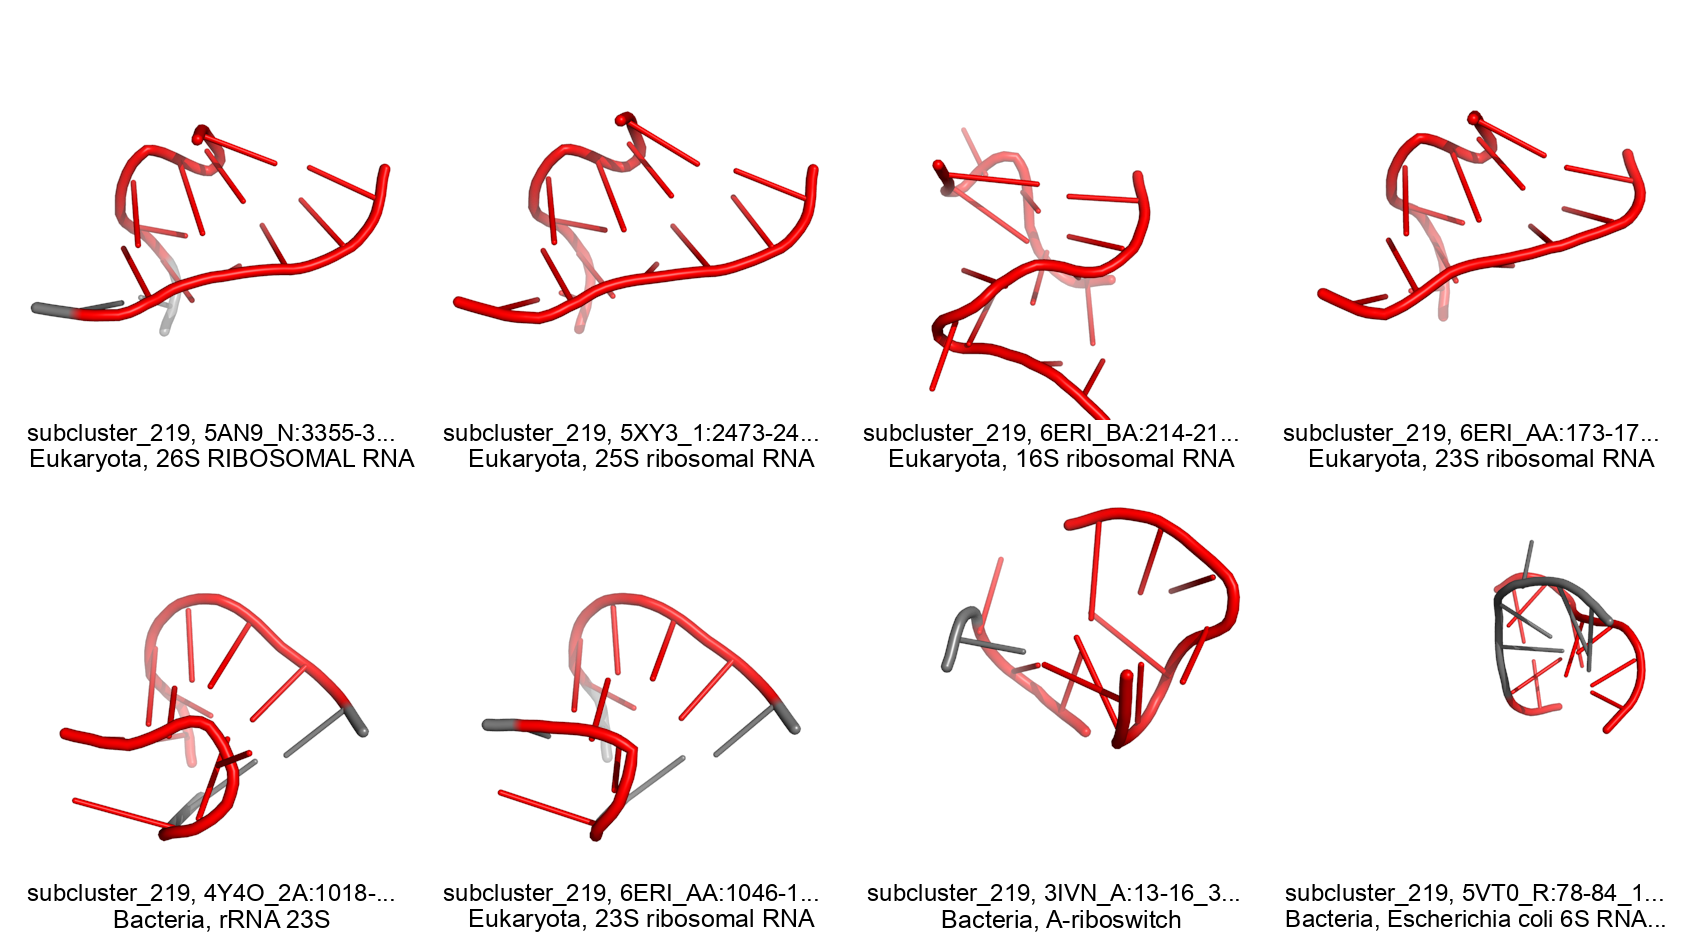 subcluster_219, 5AN9_N:3355-3...
Eukaryota, 26S RIBOSOMAL RNA
subcluster_219, 5XY3_1:2473-24...
Eukaryota, 25S ribosomal RNA
subcluster_219, 6ERI_BA:214-21...
Eukaryota, 16S ribosomal RNA
subcluster_219, 6ERI_AA:173-17...
Eukaryota, 23S ribosomal RNA
subcluster_219, 4Y4O_2A:1018-...
Bacteria, rRNA 23S
subcluster_219, 6ERI_AA:1046-1...
Eukaryota, 23S ribosomal RNA
subcluster_219, 3IVN_A:13-16_3...
Bacteria, A-riboswitch
subcluster_219, 5VT0_R:78-84_1...
Bacteria, Escherichia coli 6S RNA...